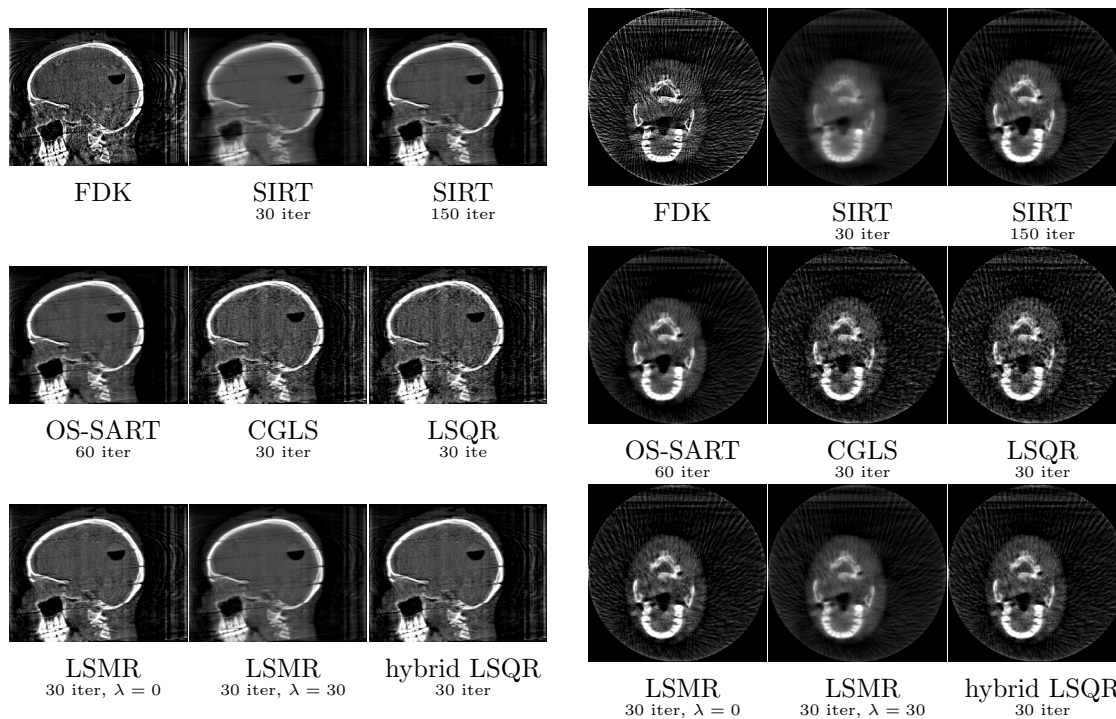 FDK
SIRT
30 iter
SIRT
150 iter
OS-SART
60 iter
CGLS
30 iter
LSQR
30 ite
LSMR
30 iter, λ = 0
LSMR
30 iter, λ = 30
hybrid LSQR
30 iter
FDK
SIRT
30 iter
SIRT
150 iter
OS-SART
60 iter
CGLS
30 iter
LSQR
30 iter
LSMR
30 iter, λ = 0
LSMR
30 iter, λ = 30
hybrid LSQR
30 iter